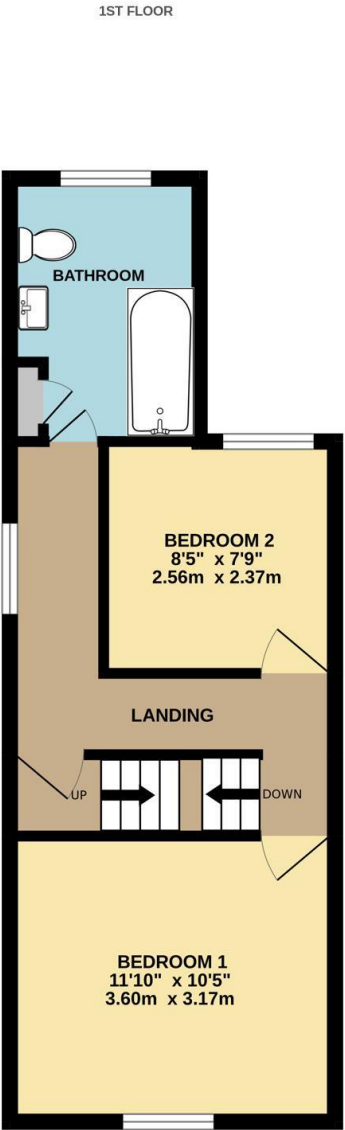 1ST FLOOR
BATHROOM
BEDROOM 2
8'5" x 7'9"
2.56m x 2.37m
LANDING
UP
DOWN
BEDROOM 1
11'10" x 10'5"
3.60m x 3.17m